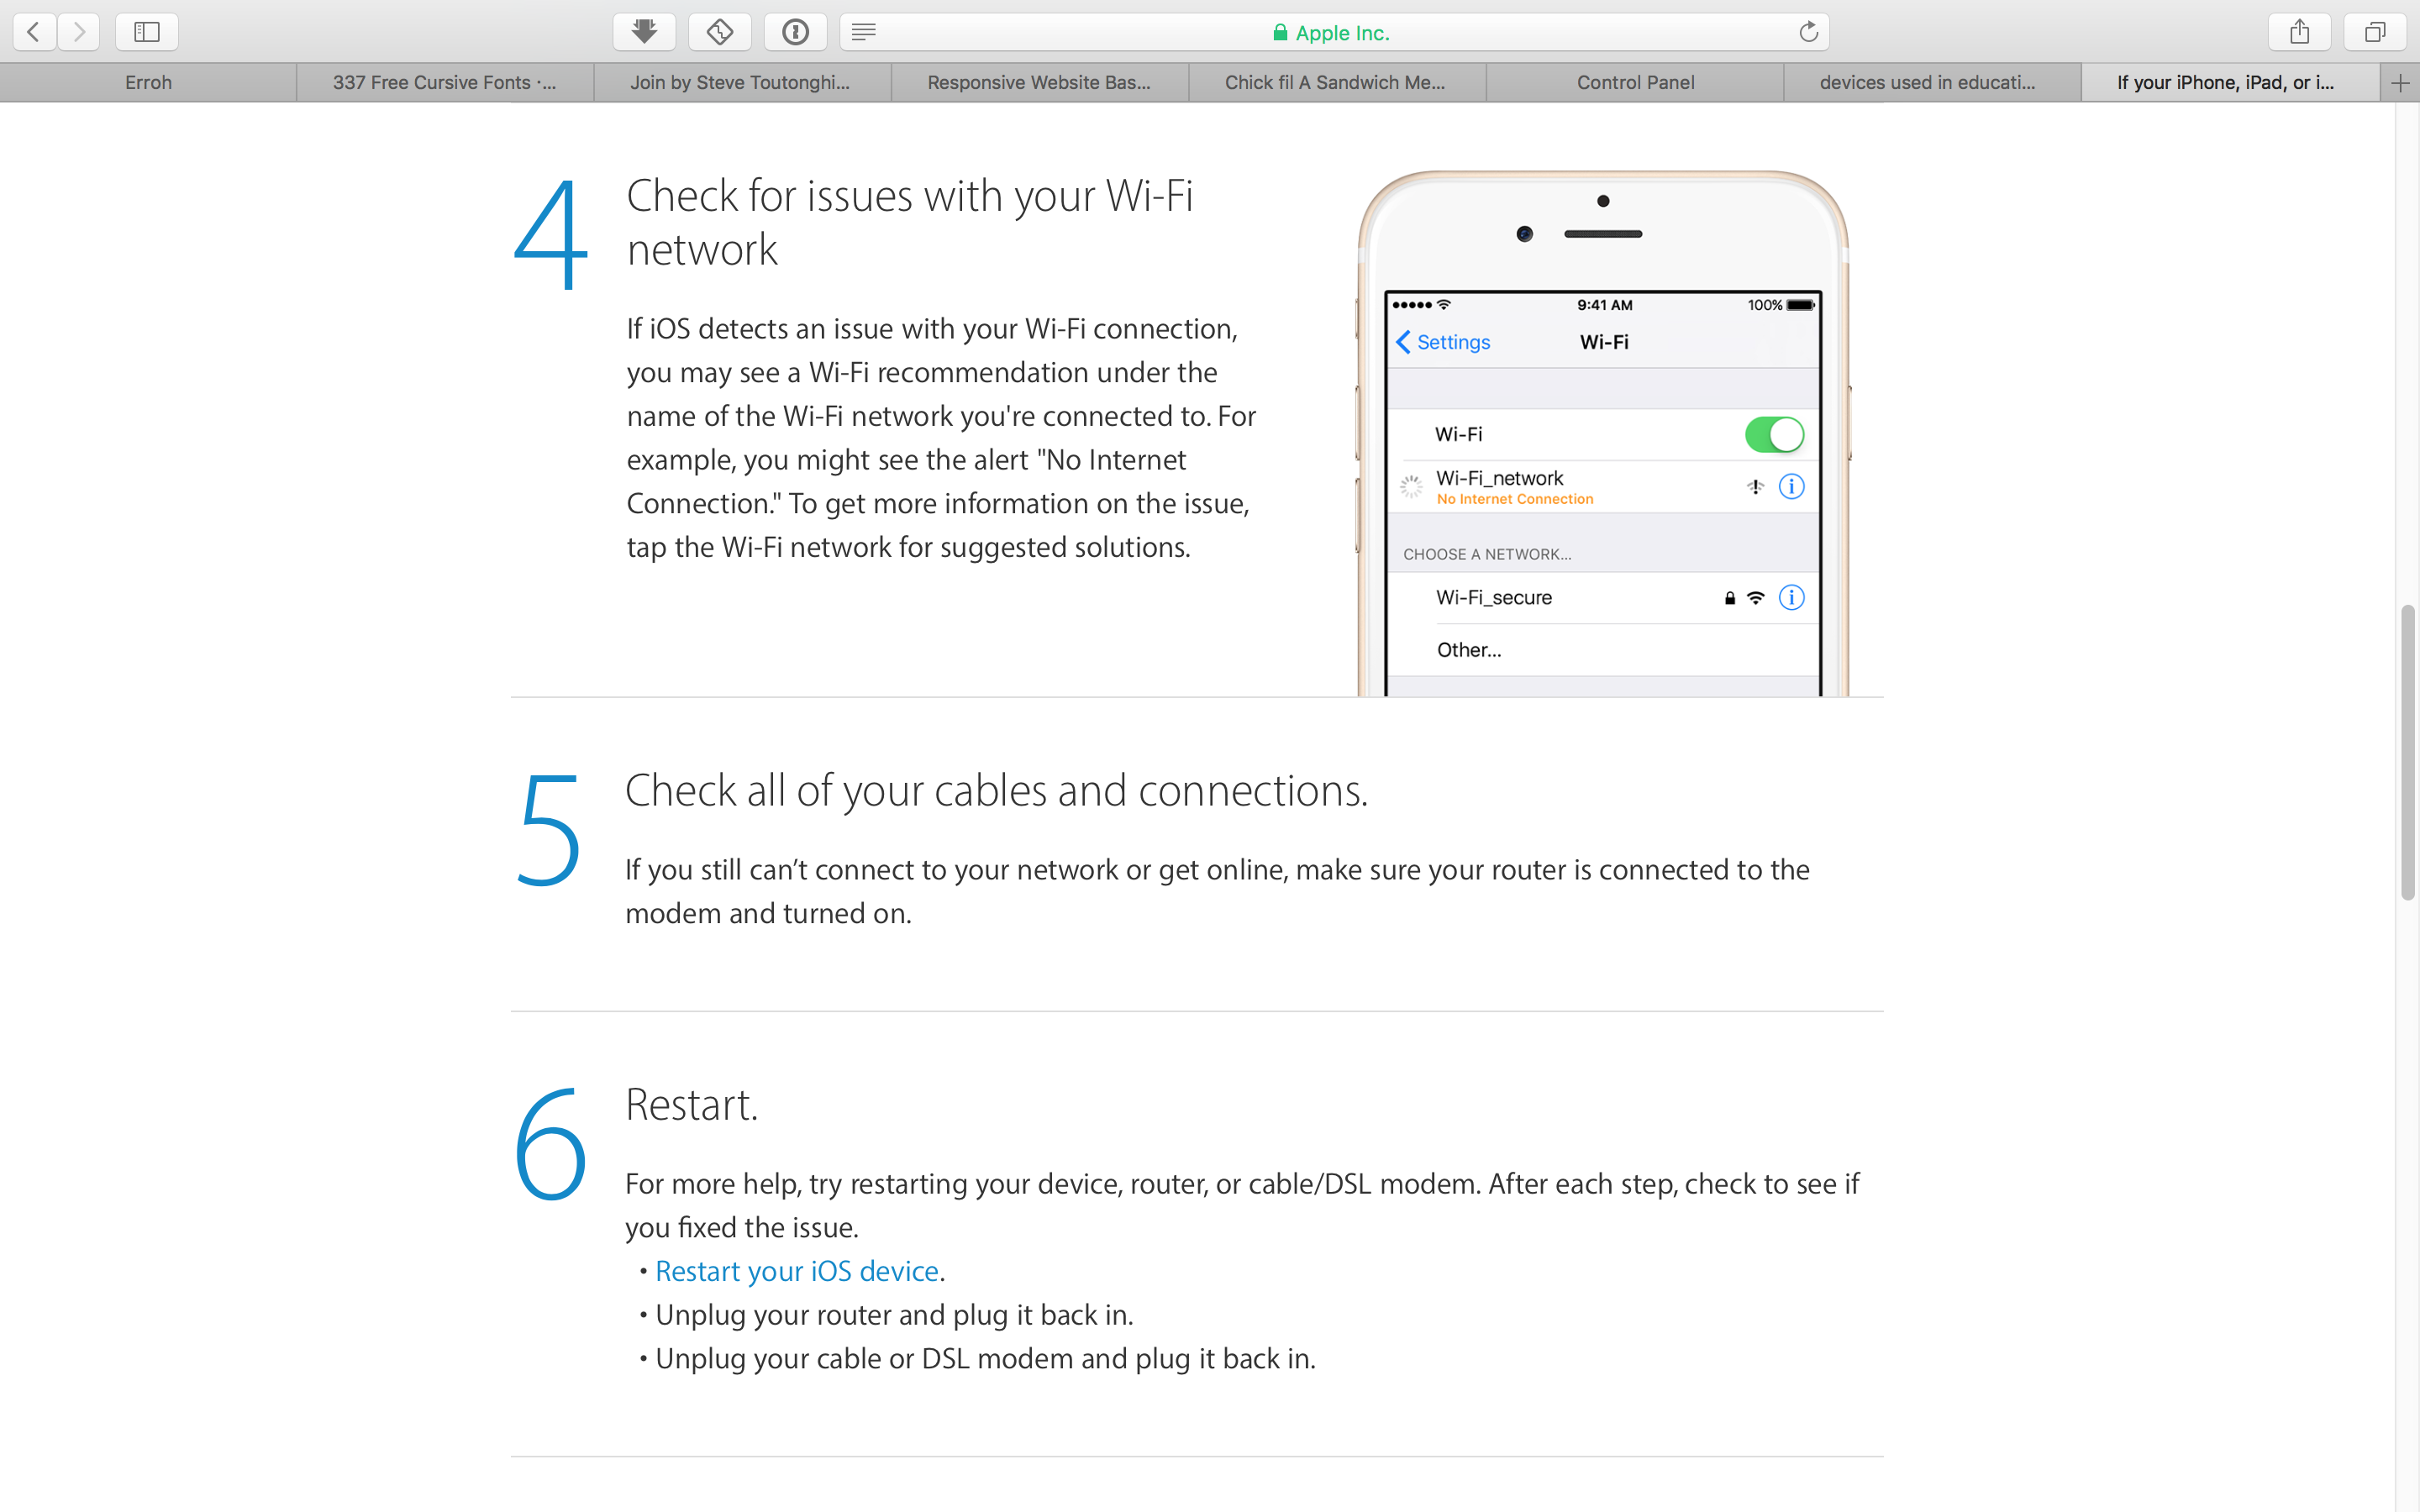 Apple Inc.
Erroh
337 Free Cursive Fonts ·...
Join by Steve Toutonghi...
Responsive Website Bas...
Chick fil A Sandwich Me...
Control Panel
devices used in educati...
If your iPhone, iPad, or i...
4
Check for issues with your Wi-Fi
network
If iOS detects an issue with your Wi-Fi connection,
you may see a Wi-Fi recommendation under the
name of the Wi-Fi network you're connected to. For
example, you might see the alert "No Internet
Connection." To get more information on the issue,
tap the Wi-Fi network for suggested solutions.
9:41 AM
100%
Settings
Wi-Fi
Wi-Fi
Wi-Fi_network
No Internet Connection
CHOOSE A NETWORK...
Wi-Fi_secure
Other...
5
Check all of your cables and connections.
If you still can’t connect to your network or get online, make sure your router is connected to the
modem and turned on.
6
Restart.
For more help, try restarting your device, router, or cable/DSL modem. After each step, check to see if
you fixed the issue.
• Restart your iOS device.
• Unplug your router and plug it back in.
• Unplug your cable or DSL modem and plug it back in.